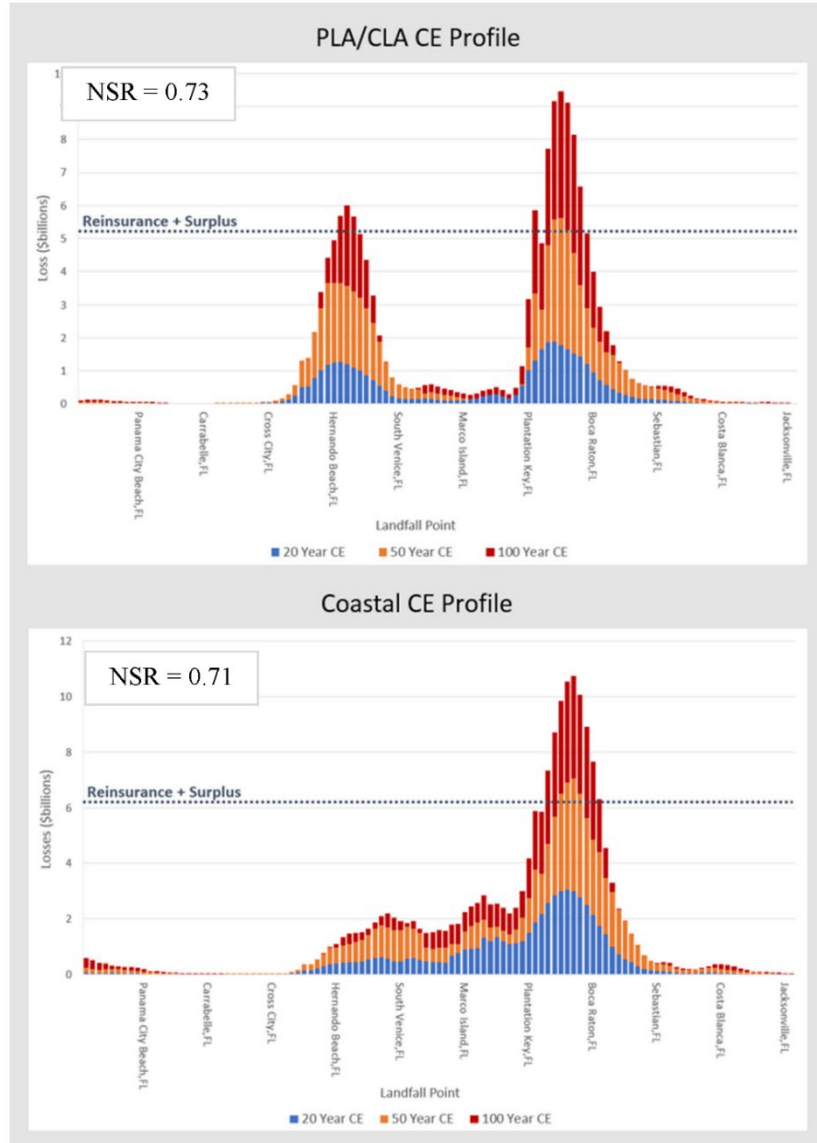 PLA/CLA CE Profile
NSR = 0.73
Reinsurance + Surplus
Loss ($billions)
8
7
6
5
4
3
2
1
0
Panama City Beach,FL
Carrabelle,FL
Cross City,FL
Hernando Beach,FL
South Venice,FL
Marco Island,FL
Plantation Key,FL
Boca Raton,FL
Sebastian,FL
Costa Blanca,FL
Jacksonville,FL
Landfall Point
20 Year CE 50 Year CE 100 Year CE
Coastal CE Profile
NSR = 0.71
Reinsurance + Surplus
Losses ($billions)
12
10
8
6
4
2
0
Panama City Beach,FL
Carrabelle,FL
Cross City,FL
Hernando Beach,FL
South Venice,FL
Marco Island,FL
Plantation Key,FL
Boca Raton,FL
Sebastian,FL
Costa Blanca,FL
Jacksonville,FL
Landfall Point
20 Year CE 50 Year CE 100 Year CE